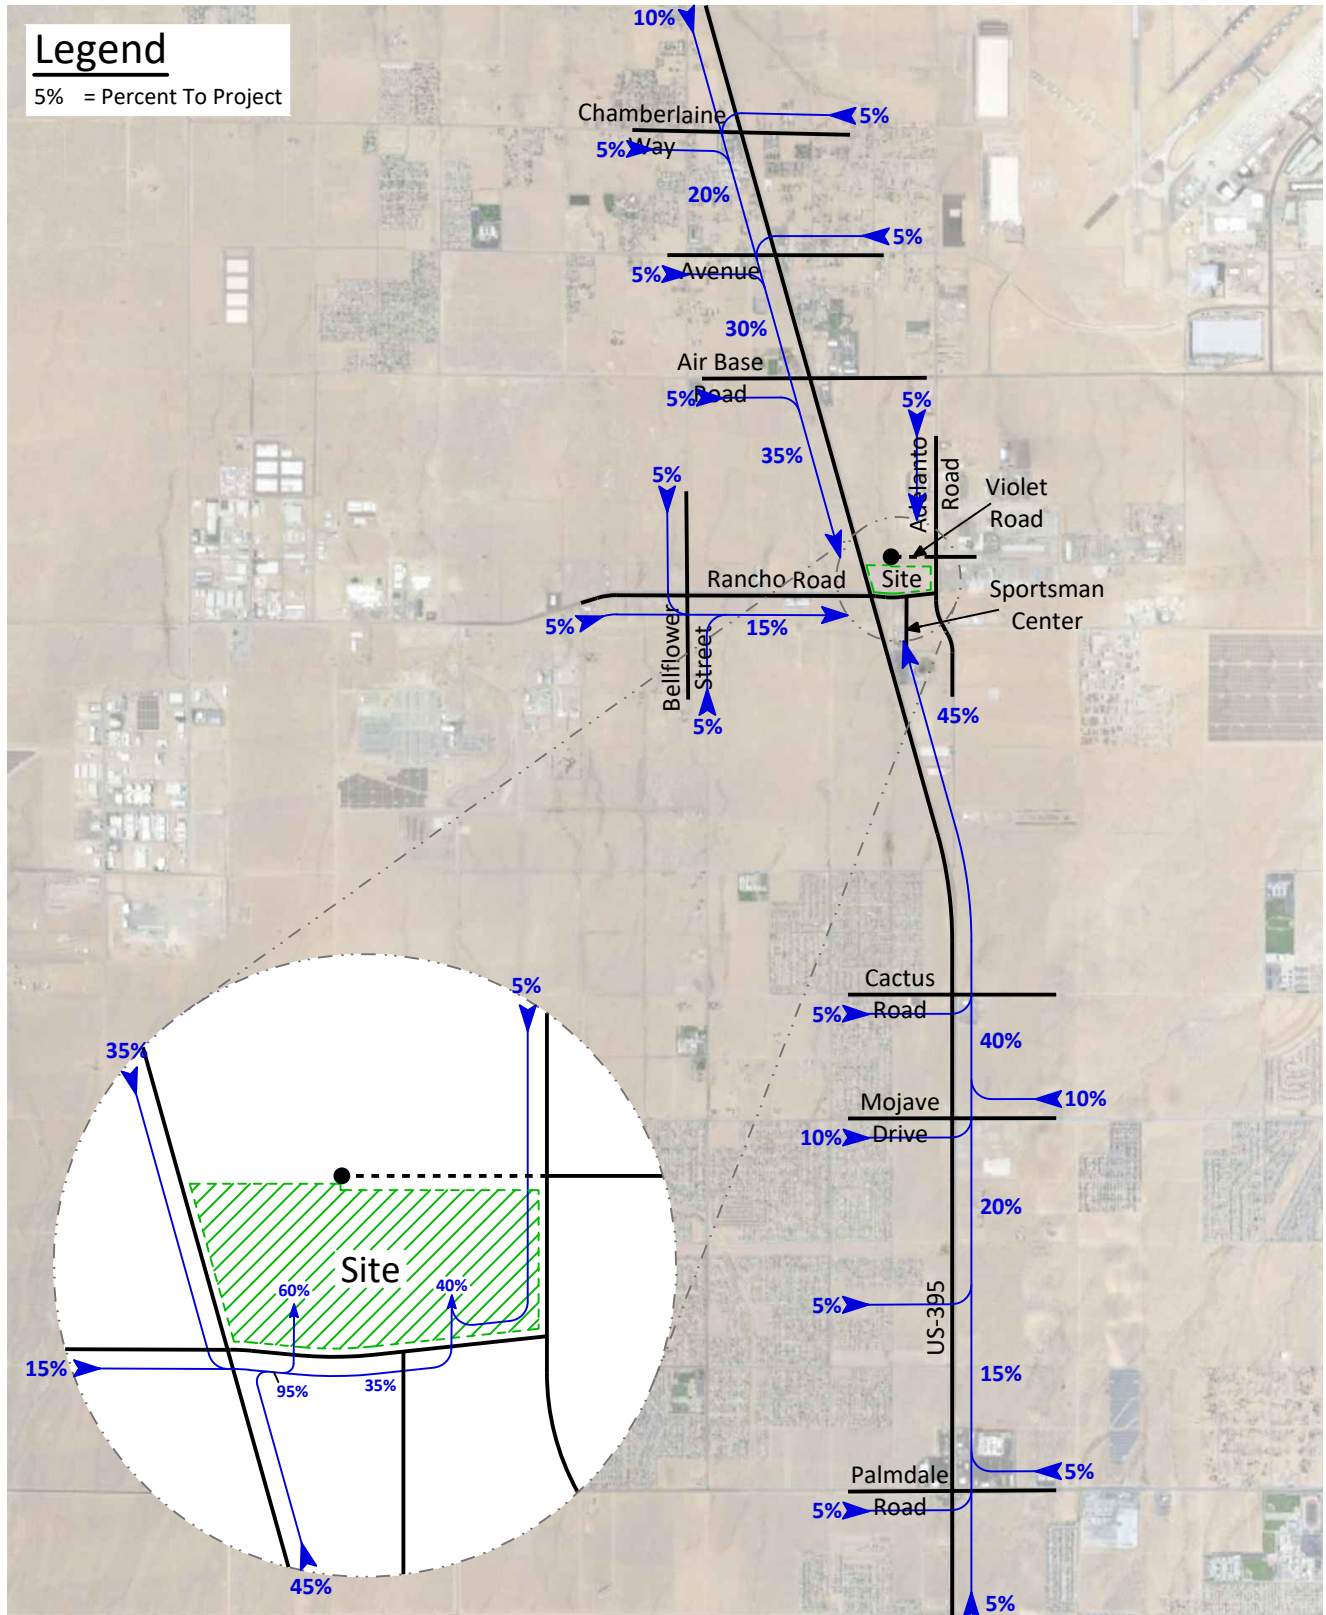 Legend
5% = Percent To Project
10%
Chamberlaine
Way
5%
5%
20%
5%
Avenue
5%
30%
Air Base
Road
5%
35%
5%
Adelanto
Road
Violet
Road
5%
Rancho Road
Site
Sportsman
Center
5%
15%
Bellflower
Street
5%
45%
Cactus
Road
5%
40%
10%
Mojave
Drive
10%
20%
US-395
5%
15%
Palmdale
Road
5%
5%
5%
5%
35%
Site
60%
40%
15%
95%
35%
45%